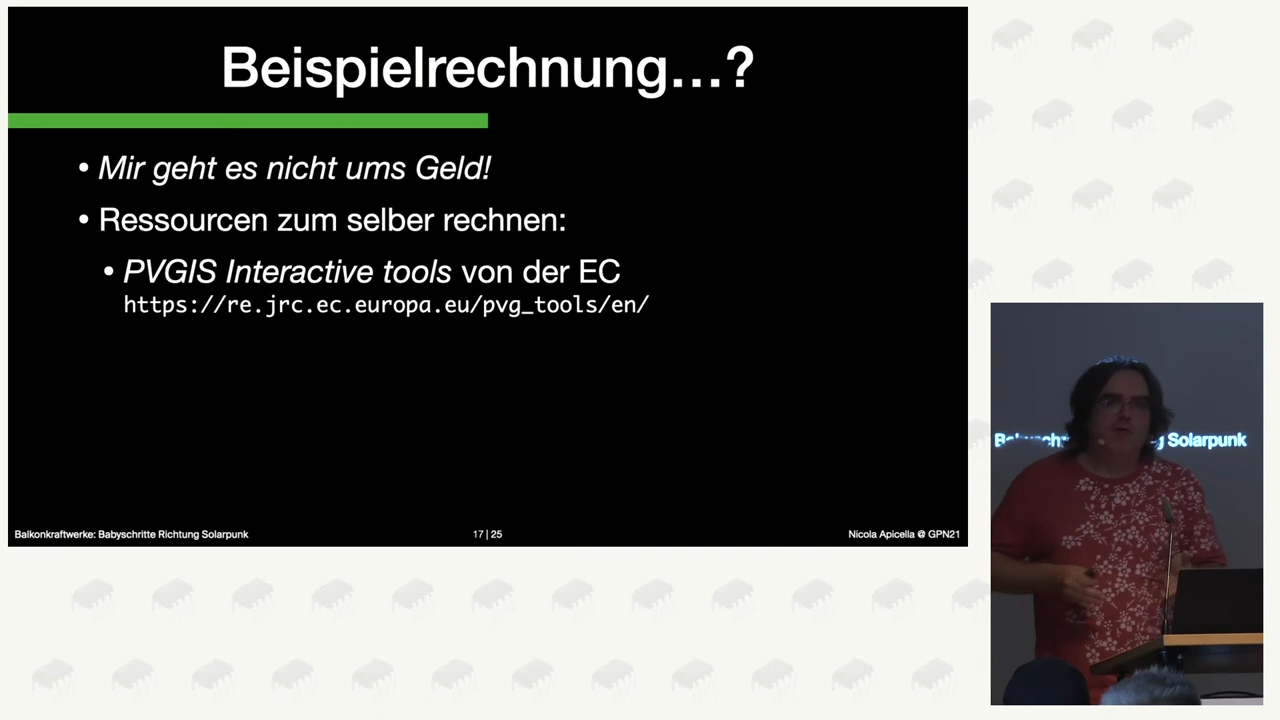 Beispielrechnung…?
• Mir geht es nicht ums Geld!
• Ressourcen zum selber rechnen:
• PVGIS Interactive tools von der EC
https://re.jrc.ec.europa.eu/pvg_tools/en/
Balkonkraftwerke: Babyschritte Richtung Solarpunk
17 | 25
Nicola Apicella @ GPN21
Solarpunk